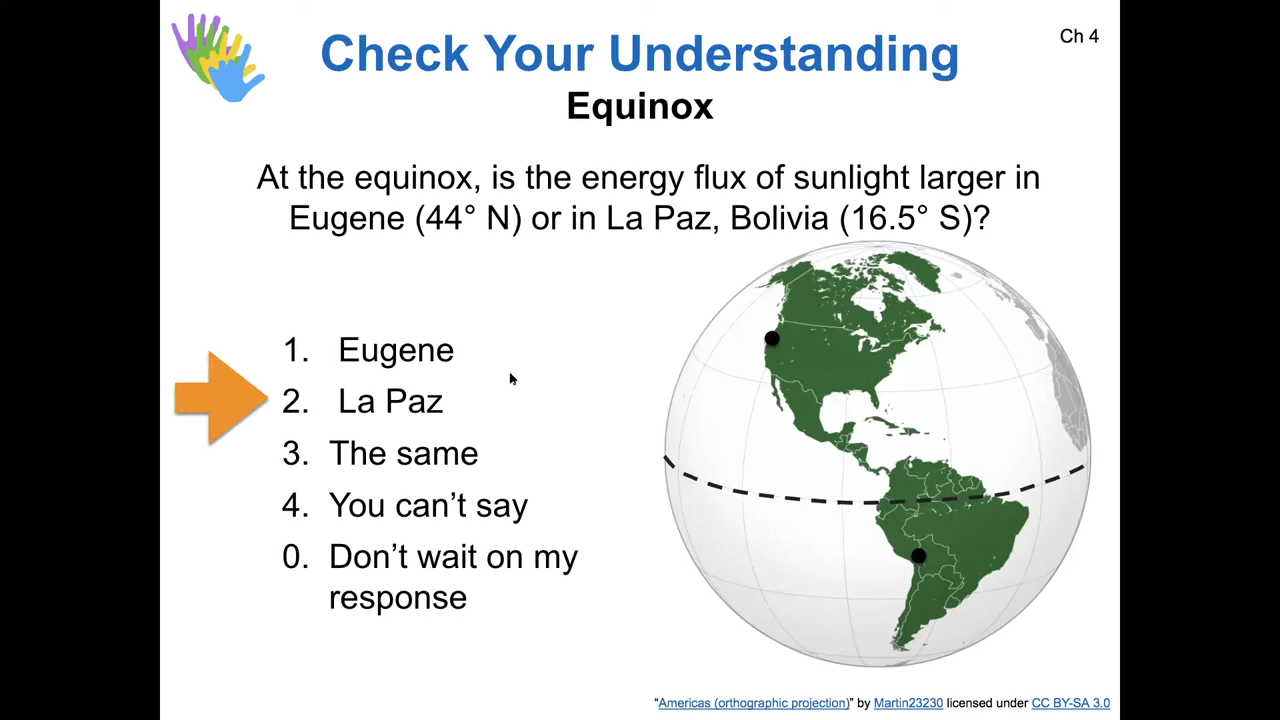 Ch 4
Check Your Understanding
Equinox
At the equinox, is the energy flux of sunlight larger in
Eugene (44° N) or in La Paz, Bolivia (16.5° S)?
1. Eugene
2. La Paz
3. The same
4. You can’t say
0. Don’t wait on my
response
“Americas (orthographic projection)” by Martin23230 licensed under CC BY-SA 3.0